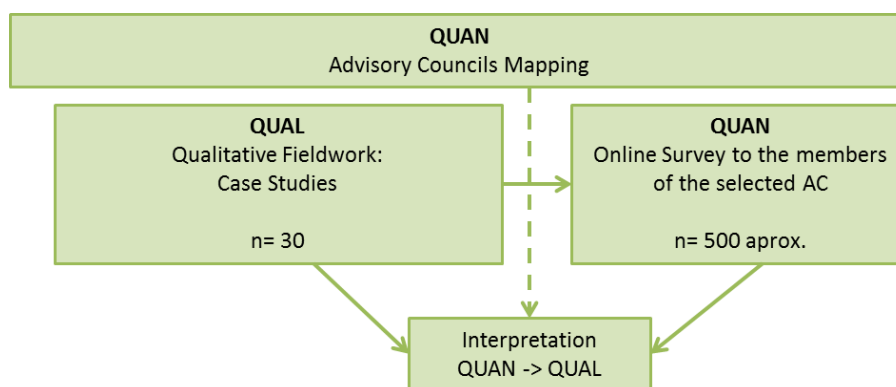 QUAN
Advisory Councils Mapping
QUAL
Qualitative Fieldwork:
Case Studies
n= 30
QUAN
Online Survey to the members
of the selected AC
n= 500 aprox.
Interpretation
QUAN -> QUAL